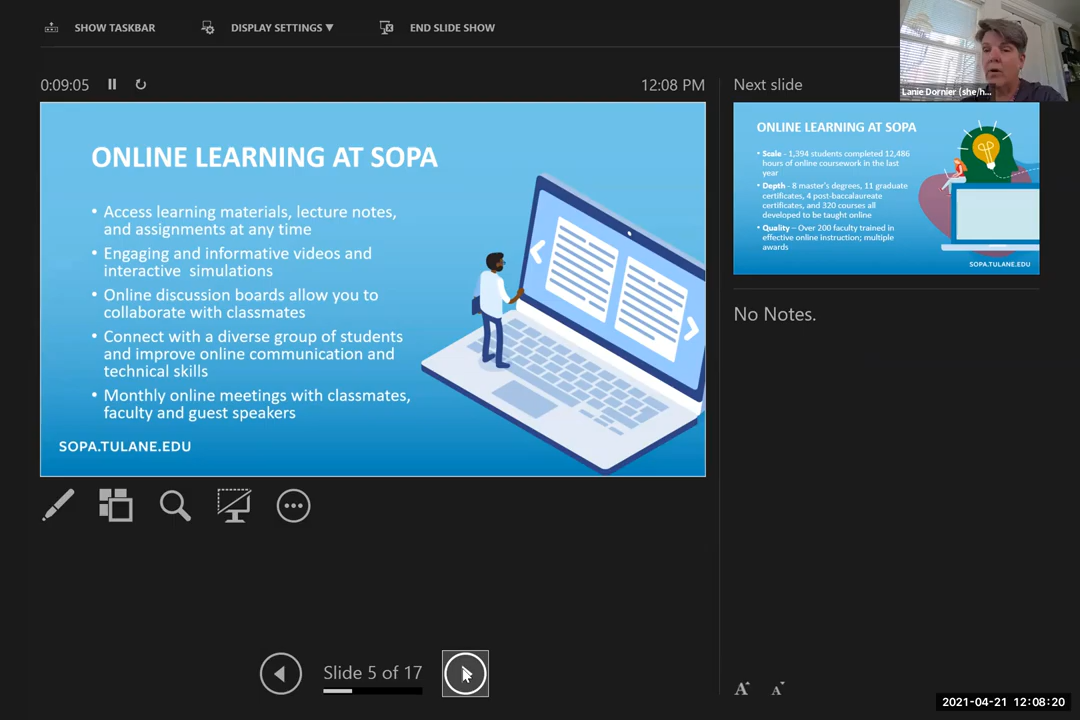 SHOW TASKBAR
DISPLAY SETTINGS ▼
END SLIDE SHOW
Lanie Dornier (she/h...
0:09:05
12:08 PM
Next slide
ONLINE LEARNING AT SOPA
• Access learning materials, lecture notes,
and assignments at any time
• Engaging and informative videos and
interactive simulations
• Online discussion boards allow you to
collaborate with classmates
• Connect with a diverse group of students
and improve online communication and
technical skills
• Monthly online meetings with classmates,
faculty and guest speakers
SOPA.TULANE.EDU
ONLINE LEARNING AT SOPA
• Scale - 1,394 students completed 12,486
hours of online coursework in the last
year
• Depth - 8 master's degrees, 11 graduate
certificates, 4 post-baccalaureate
certificates, and 320 courses all
developed to be taught online
• Quality – Over 200 faculty trained in
effective online instruction; multiple
awards
SOPA.TULANE.EDU
No Notes.
Slide 5 of 17
A A
2021-04-21 12:08:20